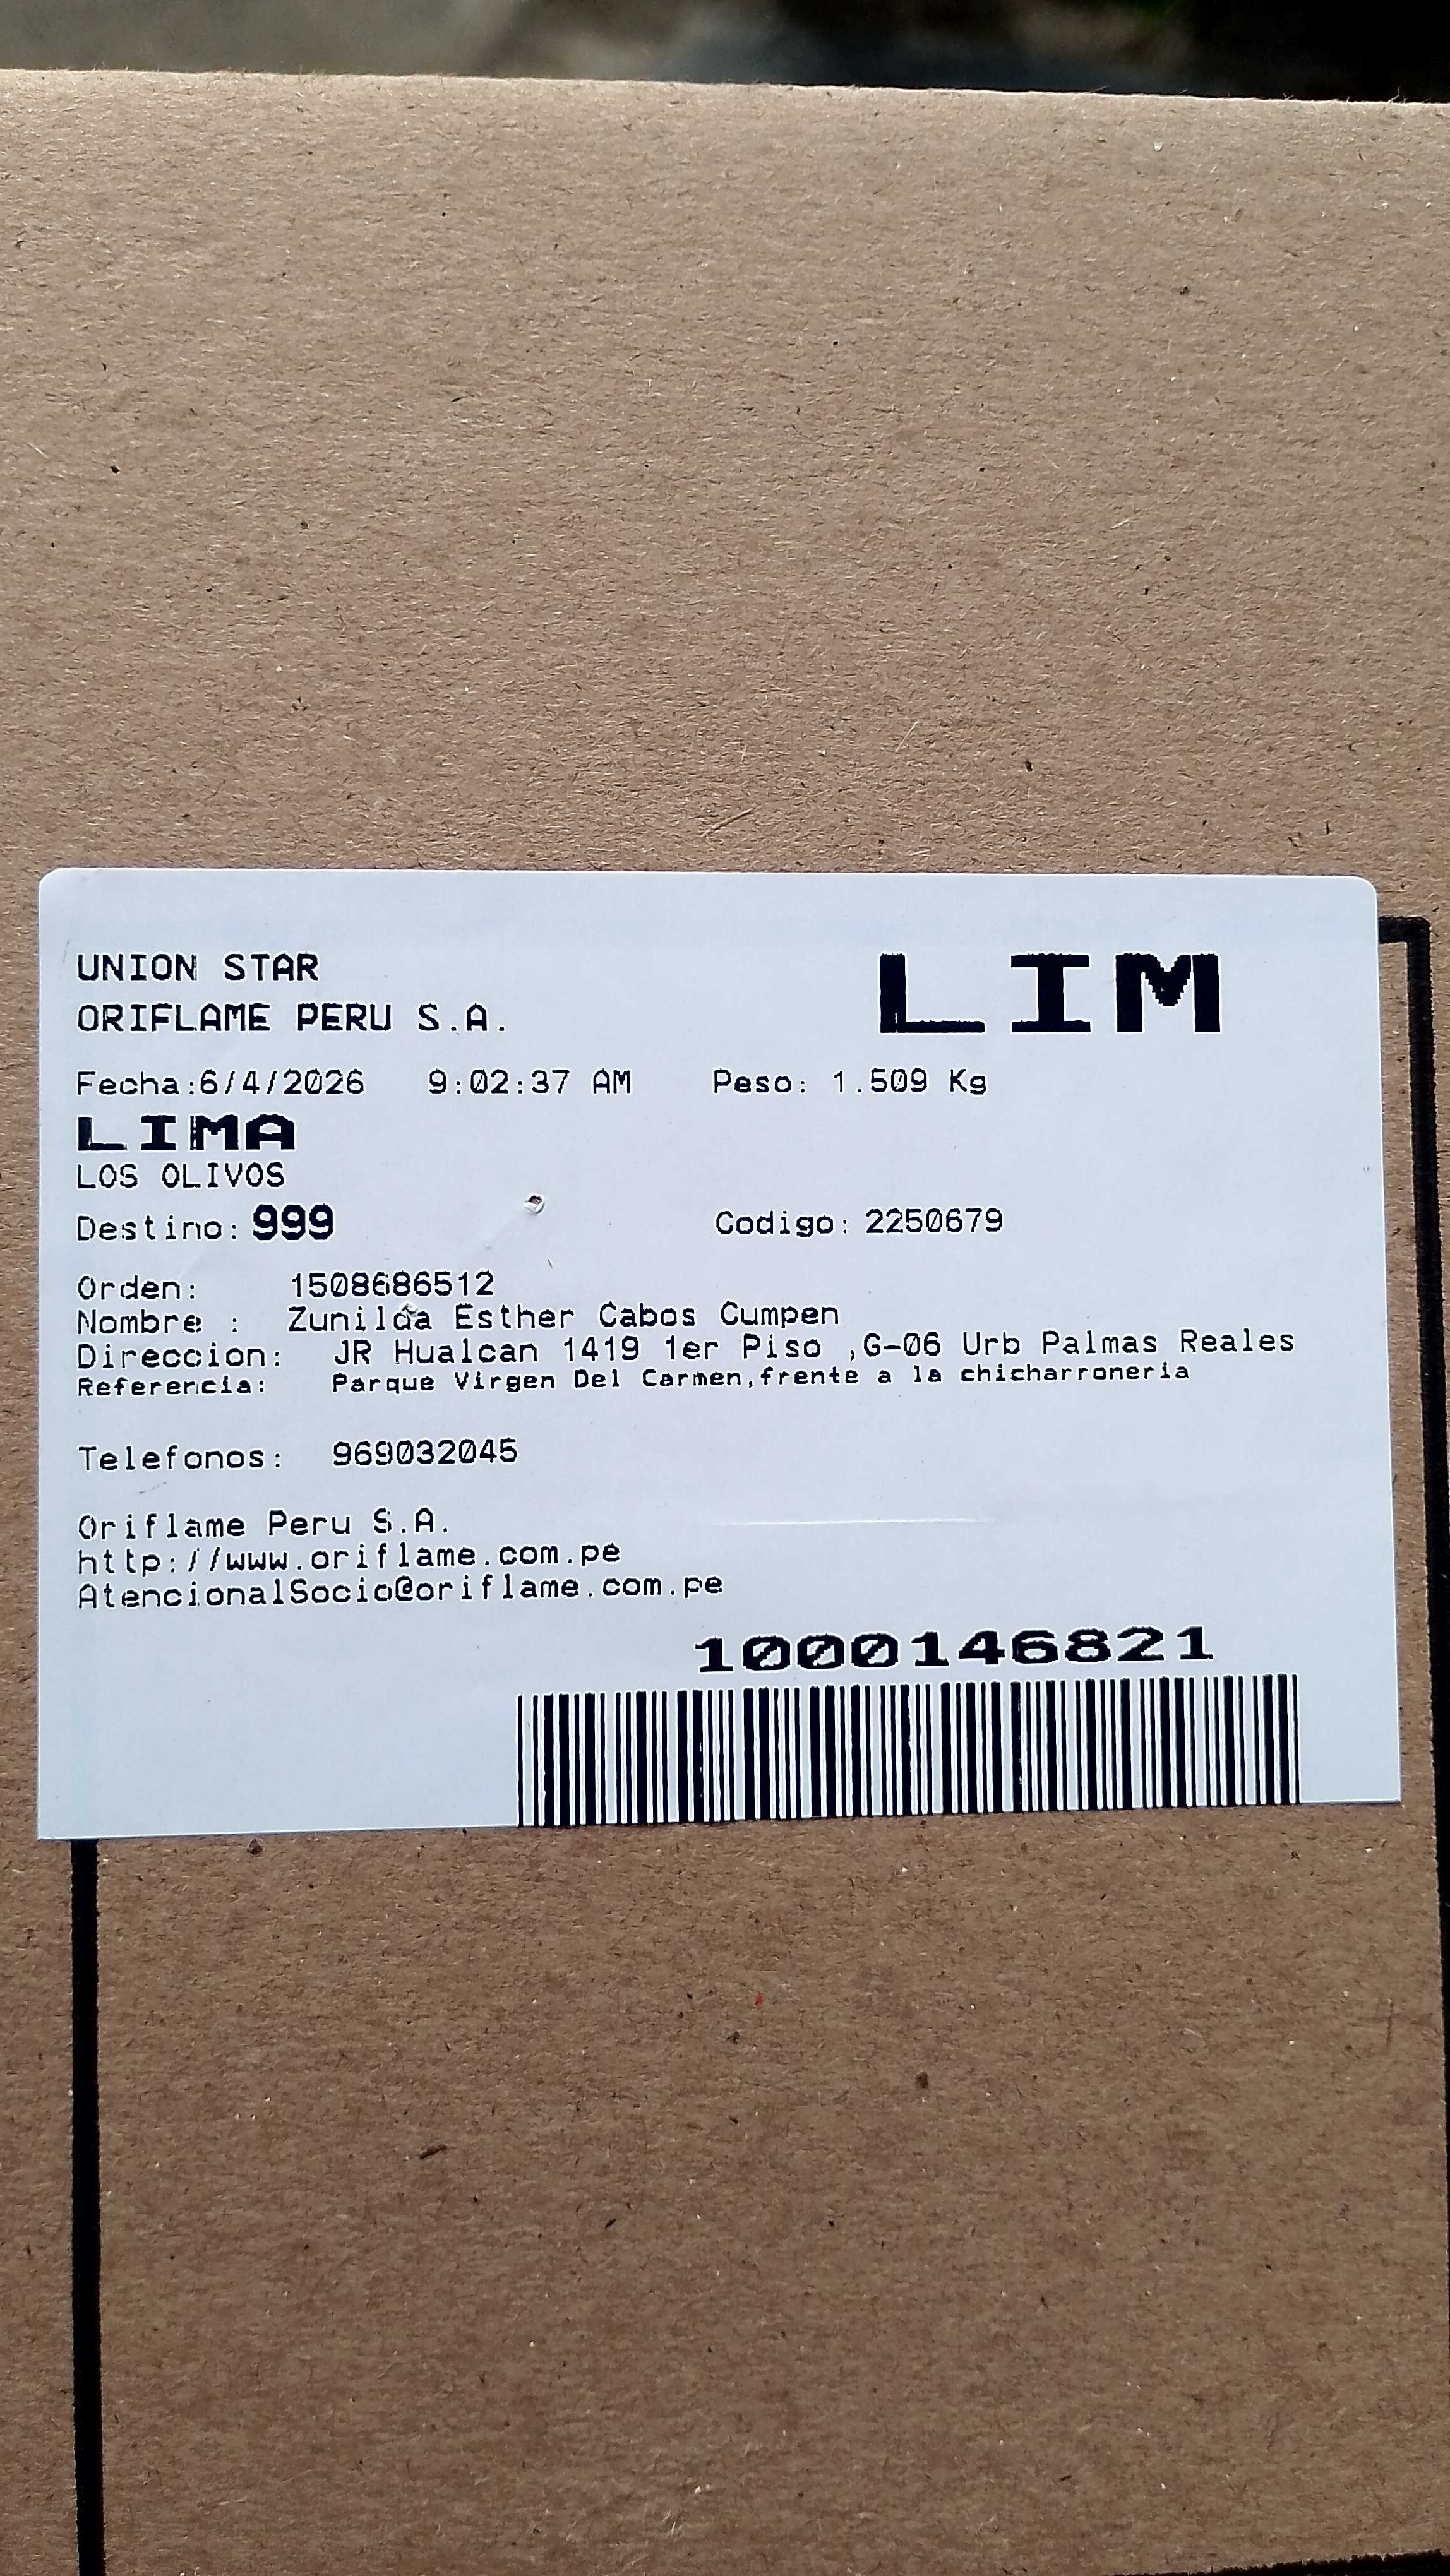 UNION STAR
ORIFLAME PERU S.A.
LIM
Fecha:6/4/2026 9:02:37 AM Peso: 1.509 Kg
LIMA
LOS OLIVOS
Destino: 999 Codigo: 2250679
Orden: 1508686512
Nombre : Zunilda Esther Cabos Cumpen
Direccion: JR Hualcan 1419 1er Piso ,G-06 Urb Palmas Reales
Referencia: Parque Virgen Del Carmen,frente a la chicharroneria
Telefonos: 969032045
Oriflame Peru S.A.
http://www.oriflame.com.pe
AtencionalSocio@oriflame.com.pe
1000146821